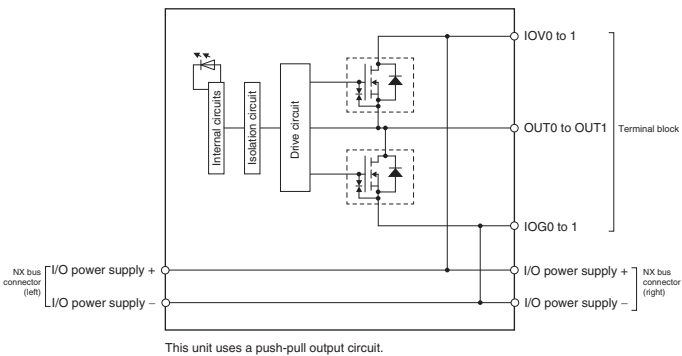 IOV0 to 1
Internal circuits
Isolation circuit
Drive circuit
OUT0 to OUT1
Terminal block
IOG0 to 1
NX bus
connector
(left)
I/O power supply +
I/O power supply −
I/O power supply +
I/O power supply −
NX bus
connector
(right)
This unit uses a push-pull output circuit.